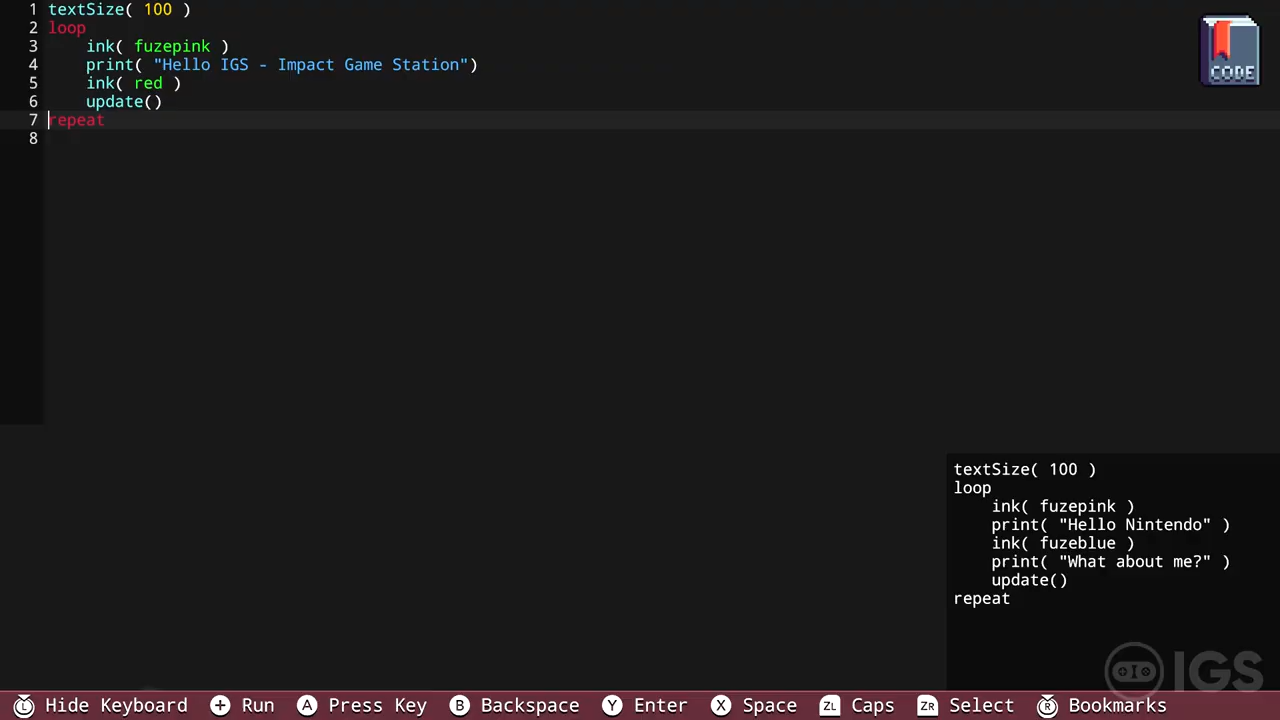 1 textSize( 100 )
2 loop
3 ink( fuzepink )
4 print( "Hello IGS - Impact Game Station")
5 ink( red )
6 update()
7 repeat
8
CODE
textSize( 100 )
loop
ink( fuzepink )
print( "Hello Nintendo" )
ink( fuzeblue )
print( "What about me?" )
update()
repeat
IGS
L Hide Keyboard + Run A Press Key B Backspace Y Enter X Space ZL Caps ZR Select R Bookmarks